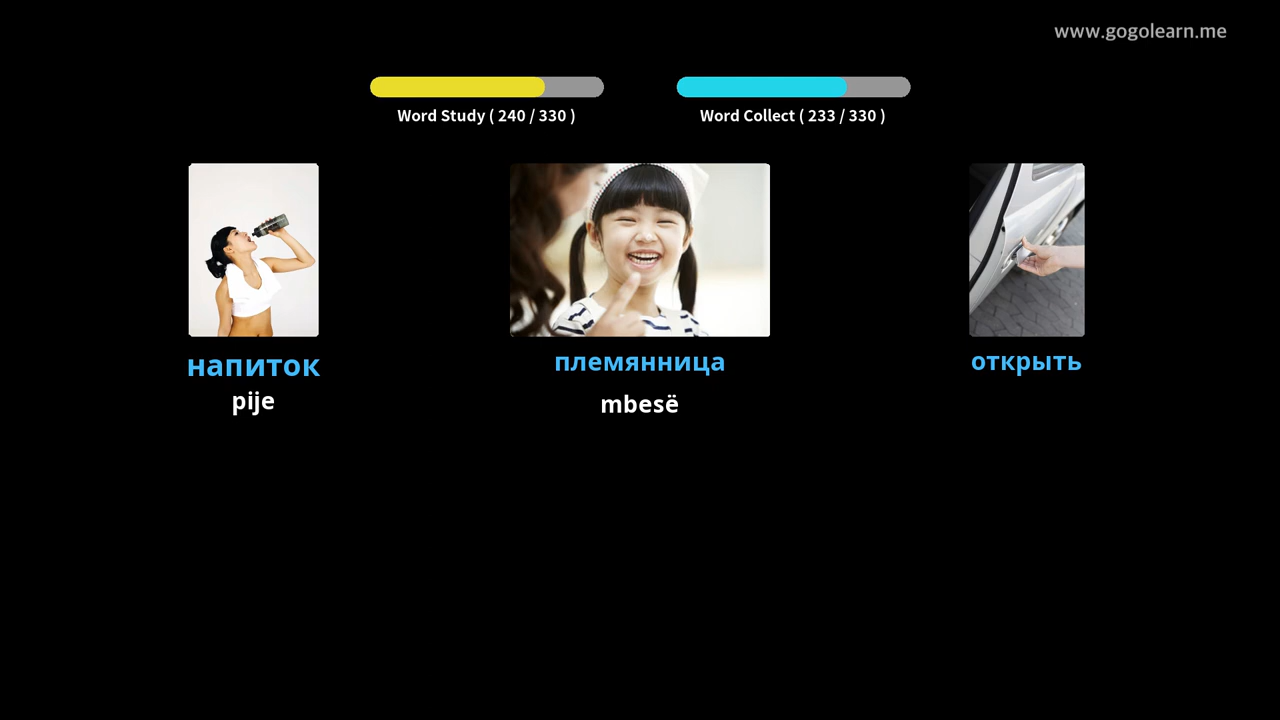 www.gogolearn.me
Word Study ( 240 / 330 )
Word Collect ( 233 / 330 )
напиток
pije
племянница
mbesë
открыть